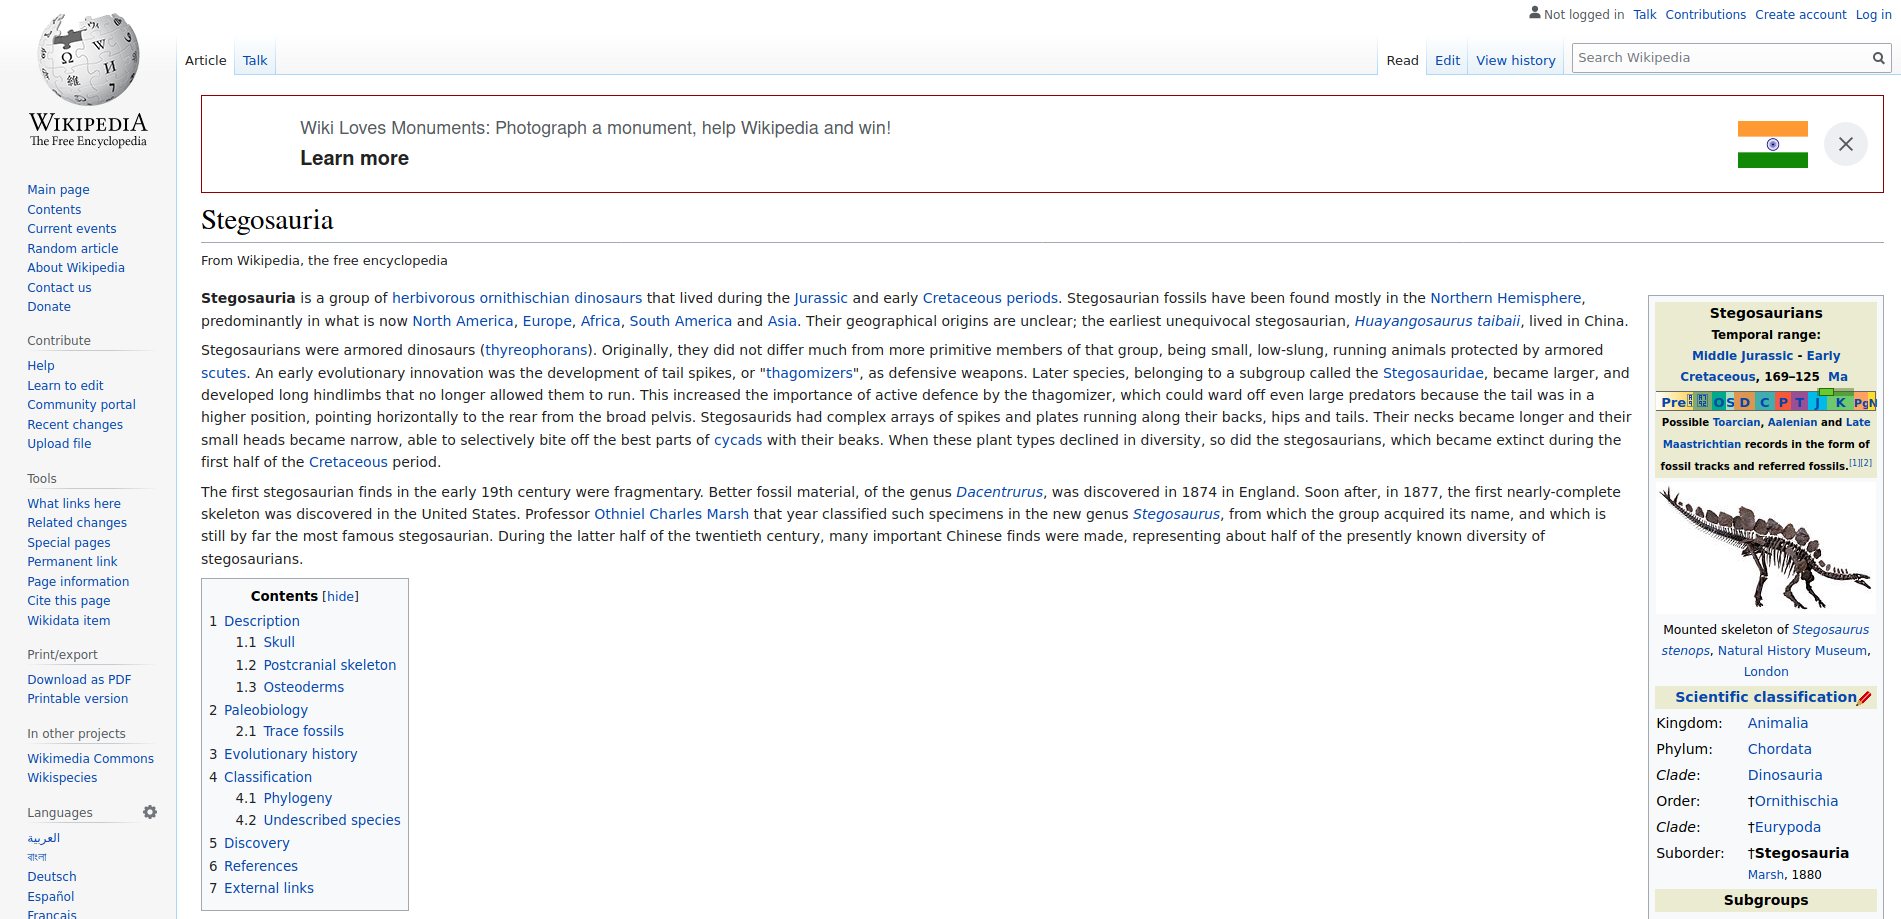 Not logged in Talk Contributions Create account Log in
Article Talk
Read Edit View history
Search Wikipedia
WIKIPEDIA
The Free Encyclopedia
Main page
Contents
Current events
Random article
About Wikipedia
Contact us
Donate
Contribute
Help
Learn to edit
Community portal
Recent changes
Upload file
Tools
What links here
Related changes
Special pages
Permanent link
Page information
Cite this page
Wikidata item
Print/export
Download as PDF
Printable version
In other projects
Wikimedia Commons
Wikispecies
Languages
العربية
বাংলা
Deutsch
Español
Français
Wiki Loves Monuments: Photograph a monument, help Wikipedia and win!
Learn more
Stegosauria
From Wikipedia, the free encyclopedia
Stegosauria is a group of herbivorous ornithischian dinosaurs that lived during the Jurassic and early Cretaceous periods. Stegosaurian fossils have been found mostly in the Northern Hemisphere,
predominantly in what is now North America, Europe, Africa, South America and Asia. Their geographical origins are unclear; the earliest unequivocal stegosaurian, Huayangosaurus taibaii, lived in China.
Stegosaurians were armored dinosaurs (thyreophorans). Originally, they did not differ much from more primitive members of that group, being small, low-slung, running animals protected by armored
scutes. An early evolutionary innovation was the development of tail spikes, or "thagomizers", as defensive weapons. Later species, belonging to a subgroup called the Stegosauridae, became larger, and
developed long hindlimbs that no longer allowed them to run. This increased the importance of active defence by the thagomizer, which could ward off even large predators because the tail was in a
higher position, pointing horizontally to the rear from the broad pelvis. Stegosaurids had complex arrays of spikes and plates running along their backs, hips and tails. Their necks became longer and their
small heads became narrow, able to selectively bite off the best parts of cycads with their beaks. When these plant types declined in diversity, so did the stegosaurians, which became extinct during the
first half of the Cretaceous period.
The first stegosaurian finds in the early 19th century were fragmentary. Better fossil material, of the genus Dacentrurus, was discovered in 1874 in England. Soon after, in 1877, the first nearly-complete
skeleton was discovered in the United States. Professor Othniel Charles Marsh that year classified such specimens in the new genus Stegosaurus, from which the group acquired its name, and which is
still by far the most famous stegosaurian. During the latter half of the twentieth century, many important Chinese finds were made, representing about half of the presently known diversity of
stegosaurians.
Contents [hide]
1 Description
1.1 Skull
1.2 Postcranial skeleton
1.3 Osteoderms
2 Paleobiology
2.1 Trace fossils
3 Evolutionary history
4 Classification
4.1 Phylogeny
4.2 Undescribed species
5 Discovery
6 References
7 External links
Stegosaurians
Temporal range:
Middle Jurassic - Early
Cretaceous, 169–125 Ma
Pre O S D C P T J K Pg N
Possible Toarcian, Aalenian and Late
Maastrichtian records in the form of
fossil tracks and referred fossils.[1][2]
Mounted skeleton of Stegosaurus
stenops, Natural History Museum,
London
Scientific classification
Kingdom: Animalia
Phylum: Chordata
Clade: Dinosauria
Order: †Ornithischia
Clade: †Eurypoda
Suborder: †Stegosauria
Marsh, 1880
Subgroups